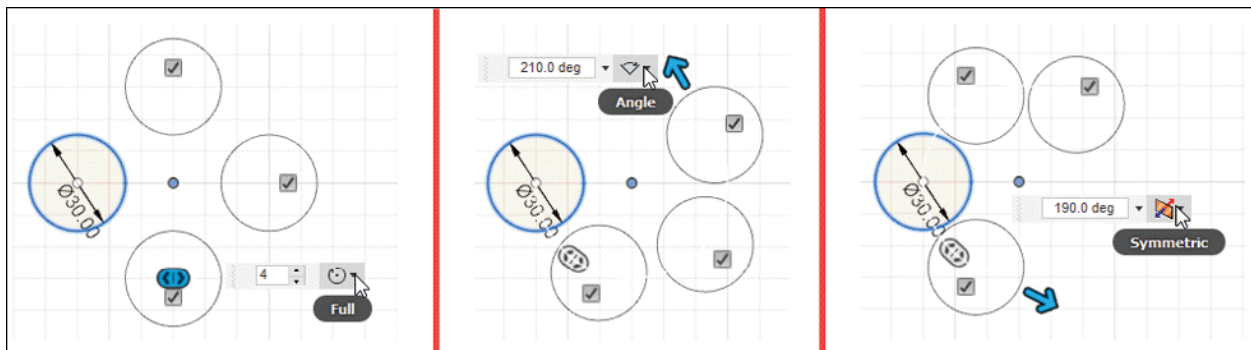 Ø30.00
4
Full
210.0 deg
Angle
Ø30.00
Ø30.00
190.0 deg
Symmetric